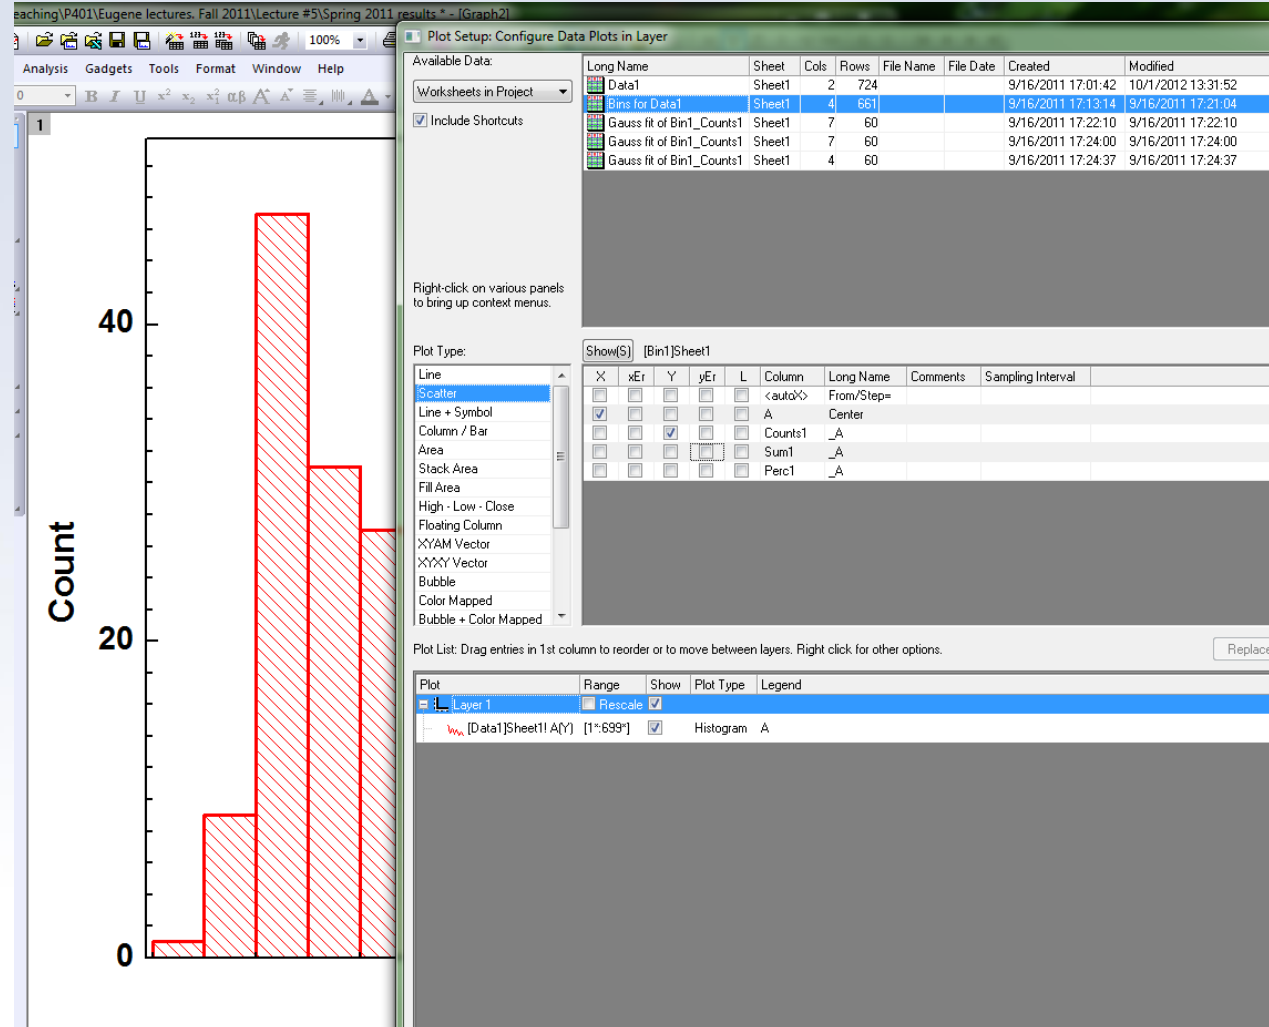 eaching\P401\Eugene lectures. Fall 2011\Lecture #5\Spring 2011 results * - [Graph2]
100%
Analysis Gadgets Tools Format Window Help
0 B I U x² x₂ x₁² αβ A A A
1
40
20
0
Count
Plot Setup: Configure Data Plots in Layer
Available Data:
Worksheets in Project
Include Shortcuts
Right-click on various panels
to bring up context menus.
Long Name Sheet Cols Rows File Name File Date Created Modified
Data1 Sheet1 2 724 9/16/2011 17:01:42 10/1/2012 13:31:52
Bins for Data1 Sheet1 4 661 9/16/2011 17:13:14 9/16/2011 17:21:04
Gauss fit of Bin1_Counts1 Sheet1 7 60 9/16/2011 17:22:10 9/16/2011 17:22:10
Gauss fit of Bin1_Counts1 Sheet1 7 60 9/16/2011 17:24:00 9/16/2011 17:24:00
Gauss fit of Bin1_Counts1 Sheet1 4 60 9/16/2011 17:24:37 9/16/2011 17:24:37
Plot Type:
Line
Scatter
Line + Symbol
Column / Bar
Area
Stack Area
Fill Area
High - Low - Close
Floating Column
XYAM Vector
XYXY Vector
Bubble
Color Mapped
Bubble + Color Mapped
Show(S) [Bin1]Sheet1
X xEr Y yEr L Column Long Name Comments Sampling Interval
<autoX> From/Step=
A Center
Counts1 _A
Sum1 _A
Perc1 _A
Plot List: Drag entries in 1st column to reorder or to move between layers. Right click for other options.
Replace
Plot Range Show Plot Type Legend
Layer 1 Rescale
[Data1]Sheet1! A(Y) [1*:699*] Histogram A